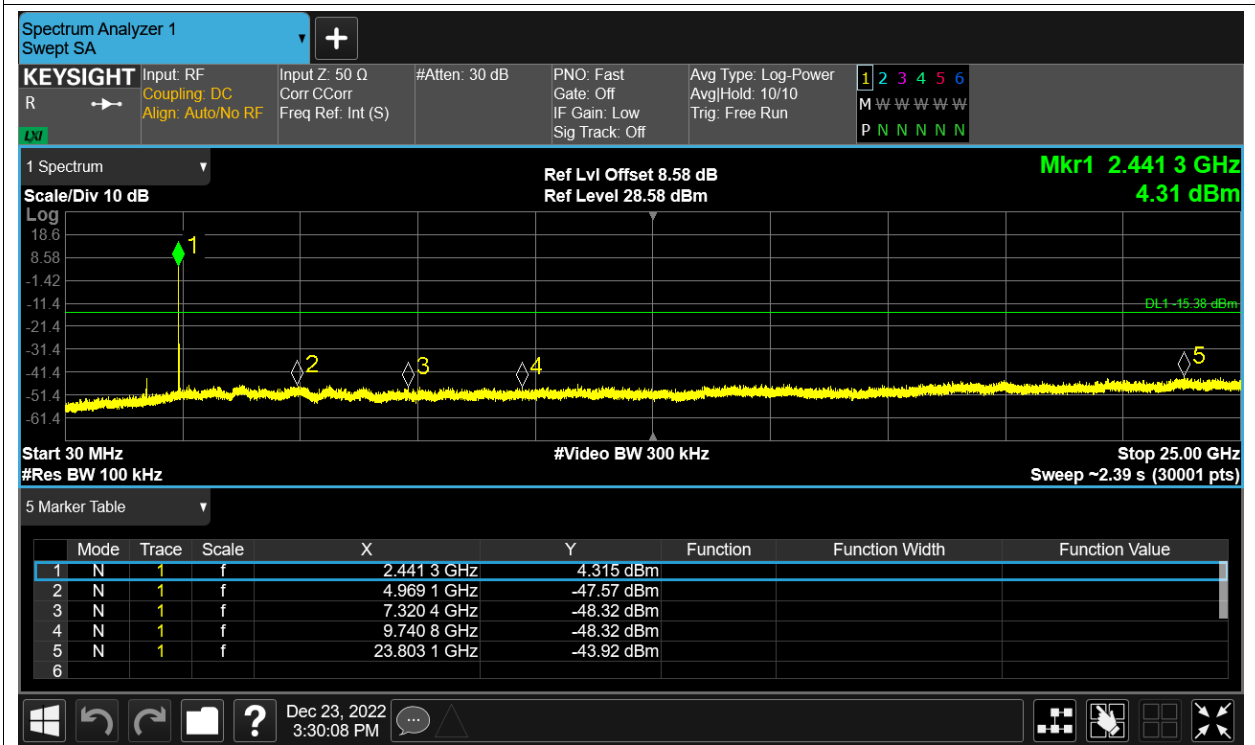 Spectrum Analyzer 1
Swept SA
KEYSIGHT
R
LXI
Input: RF
Coupling: DC
Align: Auto/No RF
Input Z: 50 Ω
Corr CCorr
Freq Ref: Int (S)
#Atten: 30 dB
PNO: Fast
Gate: Off
IF Gain: Low
Sig Track: Off
Avg Type: Log-Power
Avg|Hold: 10/10
Trig: Free Run
1 2 3 4 5 6
M W W W W W
P N N N N N
1 Spectrum
Scale/Div 10 dB
Ref Lvl Offset 8.58 dB
Ref Level 28.58 dBm
Mkr1 2.441 3 GHz
4.31 dBm
Log
18.6
8.58
-1.42
-11.4
-21.4
-31.4
-41.4
-51.4
-61.4
1
2
3
4
5
DL1 -15.38 dBm
Start 30 MHz
#Video BW 300 kHz
Stop 25.00 GHz
#Res BW 100 kHz
Sweep ~2.39 s (30001 pts)
5 Marker Table
Mode Trace Scale X Y Function Function Width Function Value
1 N 1 f 2.441 3 GHz 4.315 dBm
2 N 1 f 4.969 1 GHz -47.57 dBm
3 N 1 f 7.320 4 GHz -48.32 dBm
4 N 1 f 9.740 8 GHz -48.32 dBm
5 N 1 f 23.803 1 GHz -43.92 dBm
6
?
Dec 23, 2022
3:30:08 PM